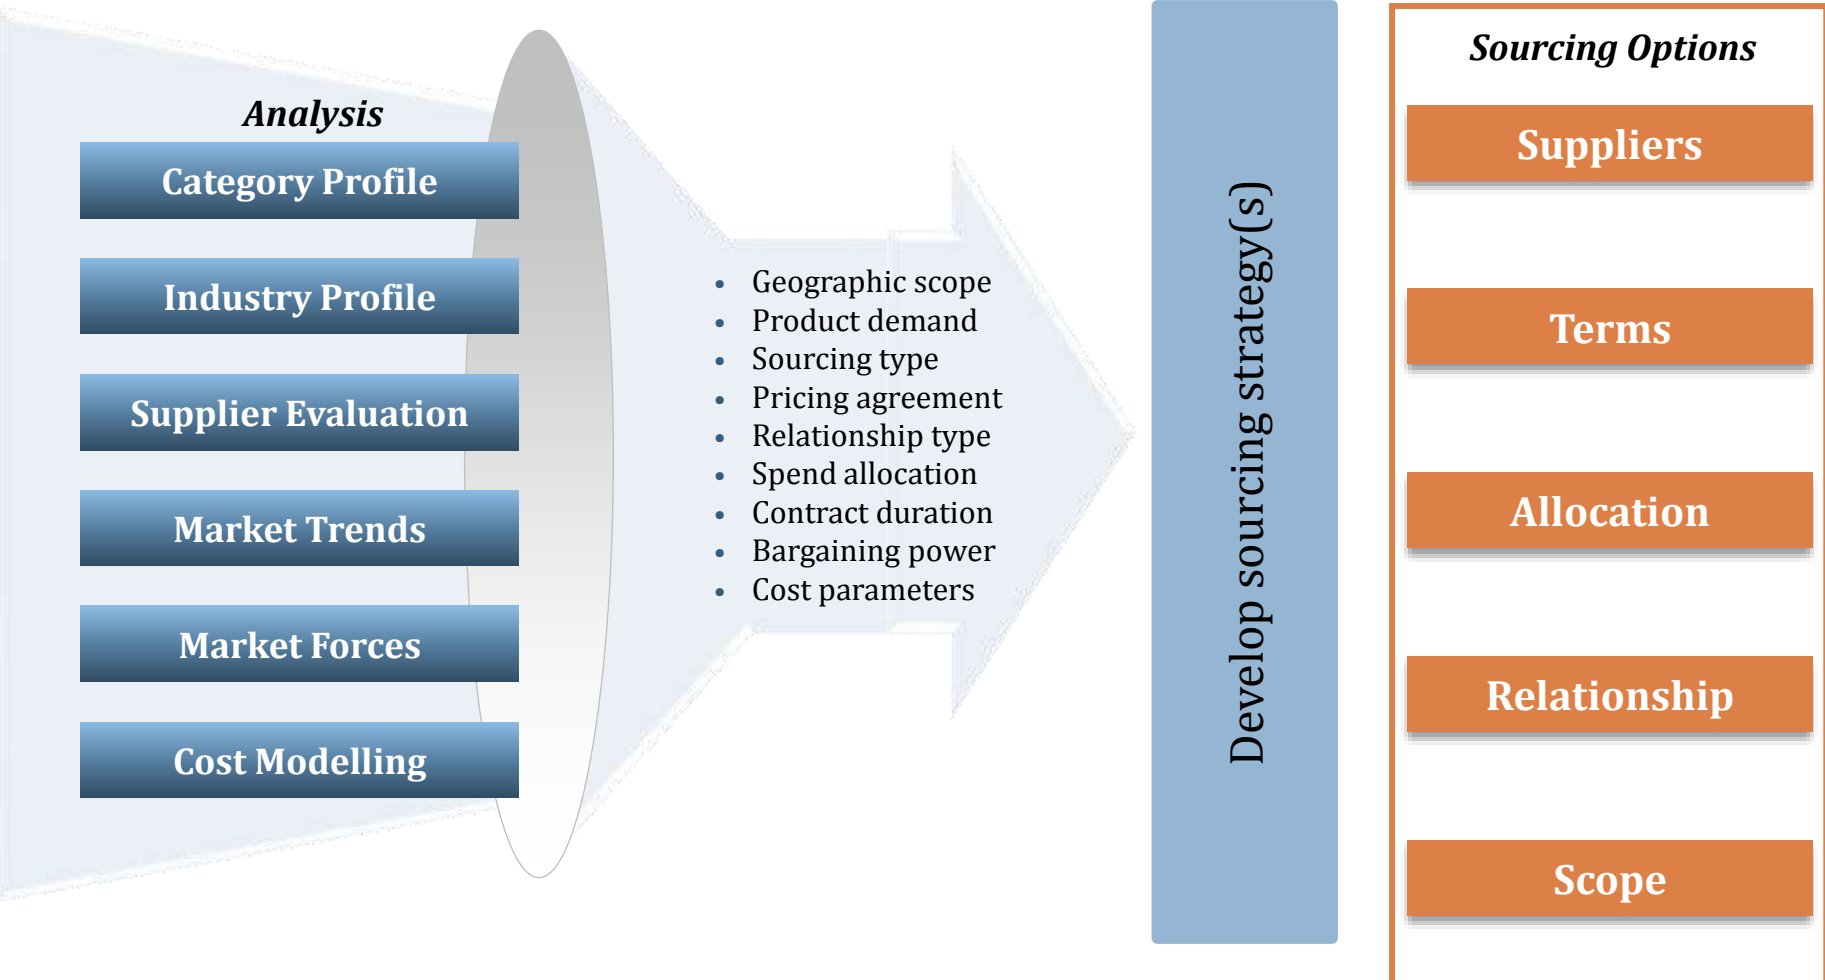 Analysis
Category Profile
Industry Profile
Supplier Evaluation
Market Trends
Market Forces
Cost Modelling
• Geographic scope
• Product demand
• Sourcing type
• Pricing agreement
• Relationship type
• Spend allocation
• Contract duration
• Bargaining power
• Cost parameters
Develop sourcing strategy(s)
Sourcing Options
Suppliers
Terms
Allocation
Relationship
Scope